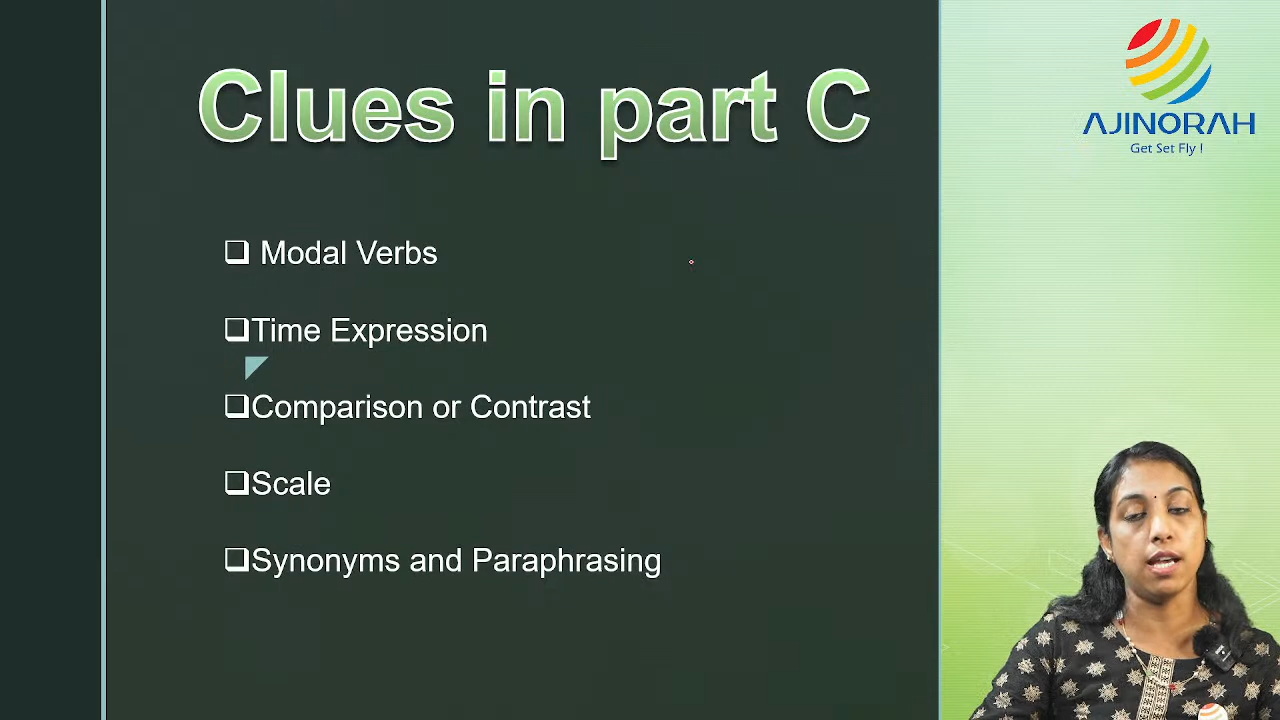 Clues in part C
AJINORAH
Get Set Fly !
Modal Verbs
Time Expression
Comparison or Contrast
Scale
Synonyms and Paraphrasing